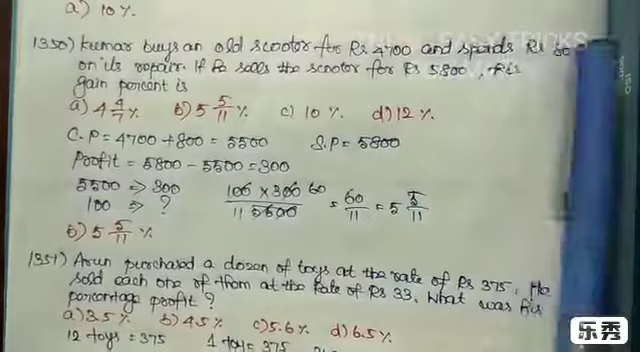 a) 10%.
1350) Kumar buys an old scooter for Rs 4700 and spends Rs
on its repair. If he sells the scooter for Rs 5800, his
gain percent is
a) 4 4/7 % b) 5 5/11 % c) 10 % d) 12 %.
C.P = 4700 + 800 = 5500 S.P = 5800
Profit = 5800 - 5500 = 300
5500 ⇒ 300
100 ⇒ ?
100 × 300 60 / 11 5500 = 60/11 = 5 5/11
b) 5 5/11 %
1351) Arun purchased a dozen of toys at the rate of Rs 375. He
sold each one of them at the Rate of Rs 33. What was his
percentage profit?
a) 3.5 % b) 4.5 % c) 5.6 % d) 6.5 %.
12 toys = 375 1 toy = 375
乐秀